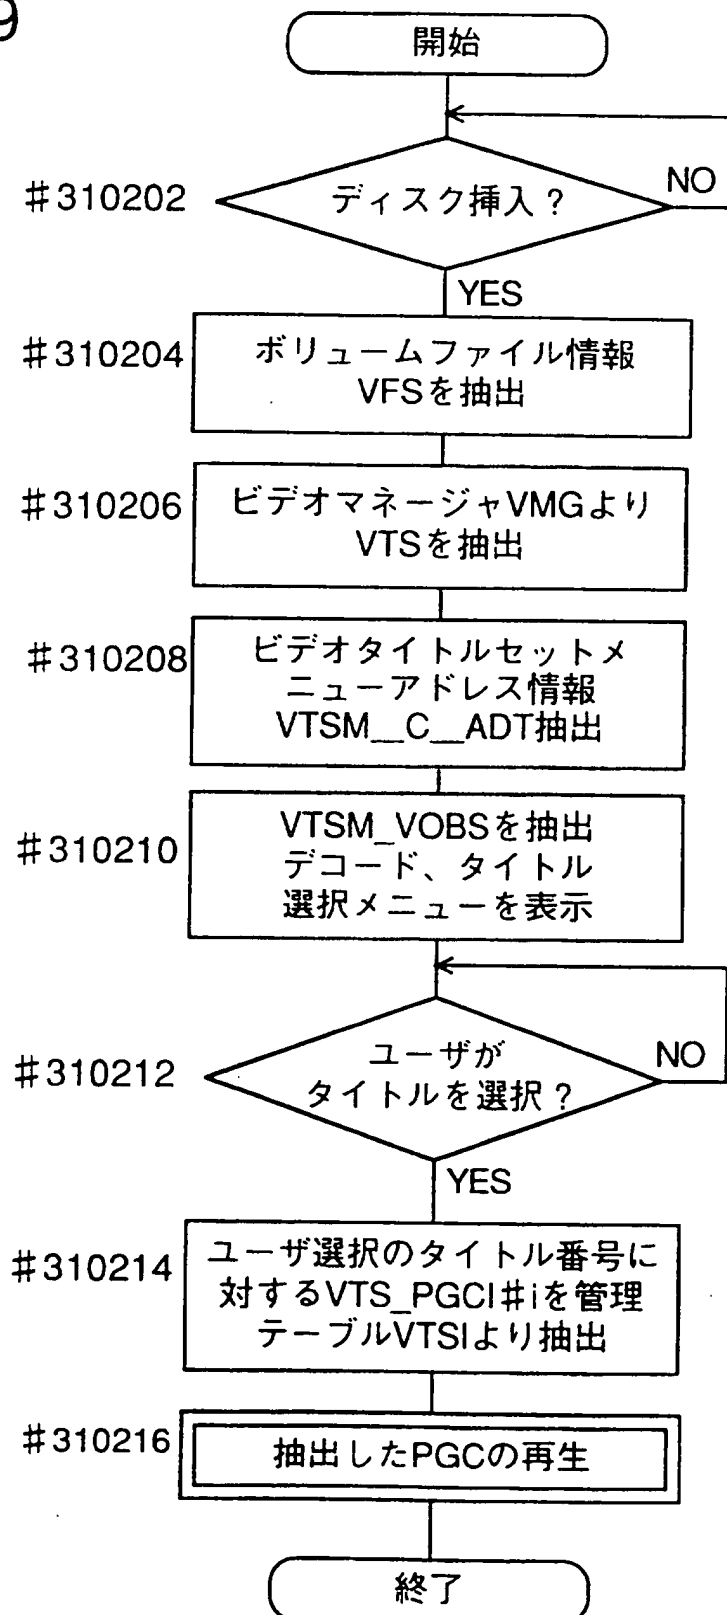 9
開始
#310202
ディスク挿入?
NO
YES
#310204
ボリュームファイル情報
VFSを抽出
#310206
ビデオマネージャVMGより
VTSを抽出
#310208
ビデオタイトルセットメ
ニューアドレス情報
VTSM__C__ADT抽出
#310210
VTSM_VOBSを抽出
デコード、タイトル
選択メニューを表示
#310212
ユーザが
タイトルを選択?
NO
YES
#310214
ユーザ選択のタイトル番号に
対するVTS_PGCI#iを管理
テーブルVTSIより抽出
#310216
抽出したPGCの再生
終了